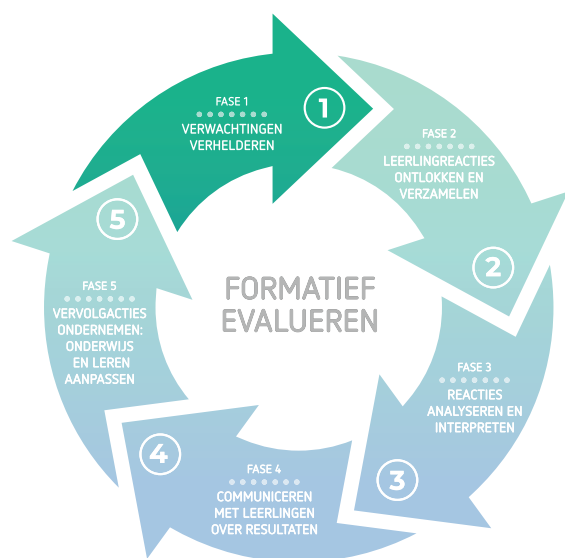 FASE 1
VERWACHTINGEN
VERHELDEREN
1
FASE 2
LEERLINGREACTIES
ONTLOKKEN EN
VERZAMELEN
2
FASE 3
REACTIES
ANALYSEREN EN
INTERPRETEN
3
FASE 4
COMMUNICEREN
MET LEERLINGEN
OVER RESULTATEN
4
FASE 5
VERVOLGACTIES
ONDERNEMEN:
ONDERWIJS
EN LEREN
AANPASSEN
5
FORMATIEF
EVALUEREN